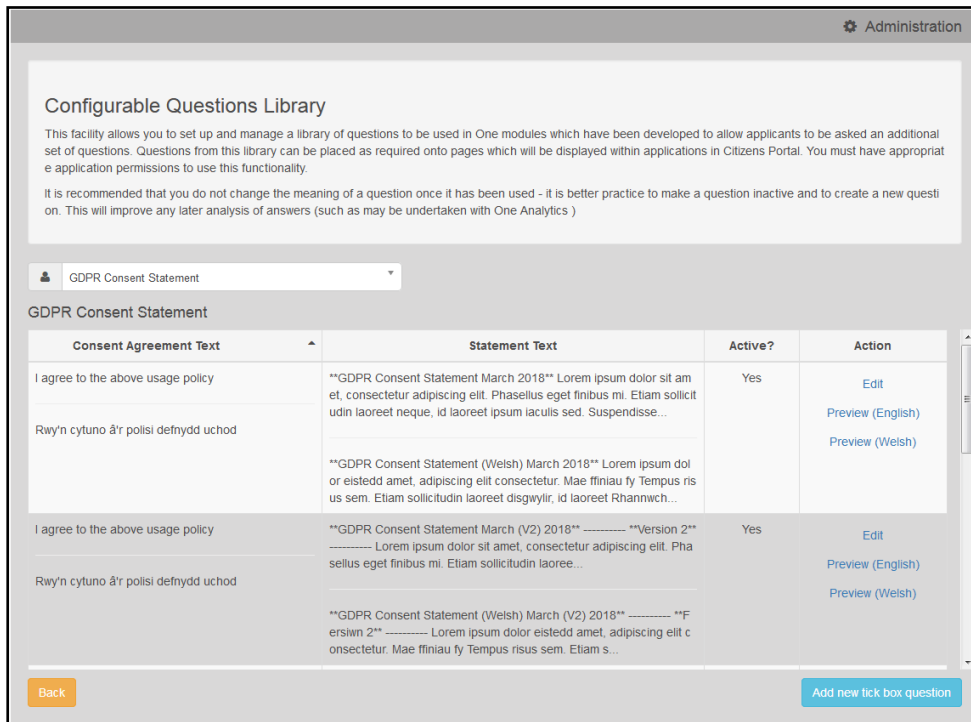 Administration
Configurable Questions Library
This facility allows you to set up and manage a library of questions to be used in One modules which have been developed to allow applicants to be asked an additional
set of questions. Questions from this library can be placed as required onto pages which will be displayed within applications in Citizens Portal. You must have appropriat
e application permissions to use this functionality.
It is recommended that you do not change the meaning of a question once it has been used - it is better practice to make a question inactive and to create a new questi
on. This will improve any later analysis of answers (such as may be undertaken with One Analytics )
GDPR Consent Statement
GDPR Consent Statement
Consent Agreement Text
Statement Text
Active?
Action
I agree to the above usage policy
Rwy'n cytuno â'r polisi defnydd uchod
**GDPR Consent Statement March 2018** Lorem ipsum dolor sit am
et, consectetur adipiscing elit. Phasellus eget finibus mi. Etiam sollicit
udin laoreet neque, id laoreet ipsum iaculis sed. Suspendisse...
**GDPR Consent Statement (Welsh) March 2018** Lorem ipsum dol
or eistedd amet, adipiscing elit consectetur. Mae ffiniau fy Tempus ris
us sem. Etiam sollicitudin laoreet disgwylir, id laoreet Rhannwch...
Yes
Edit
Preview (English)
Preview (Welsh)
I agree to the above usage policy
Rwy'n cytuno â'r polisi defnydd uchod
**GDPR Consent Statement March (V2) 2018** ---------- **Version 2**
---------- Lorem ipsum dolor sit amet, consectetur adipiscing elit. Pha
sellus eget finibus mi. Etiam sollicitudin laoree...
**GDPR Consent Statement (Welsh) March (V2) 2018** ---------- **F
ersiwn 2** ---------- Lorem ipsum dolor eistedd amet, adipiscing elit c
onsectetur. Mae ffiniau fy Tempus risus sem. Etiam s...
Yes
Edit
Preview (English)
Preview (Welsh)
Back
Add new tick box question